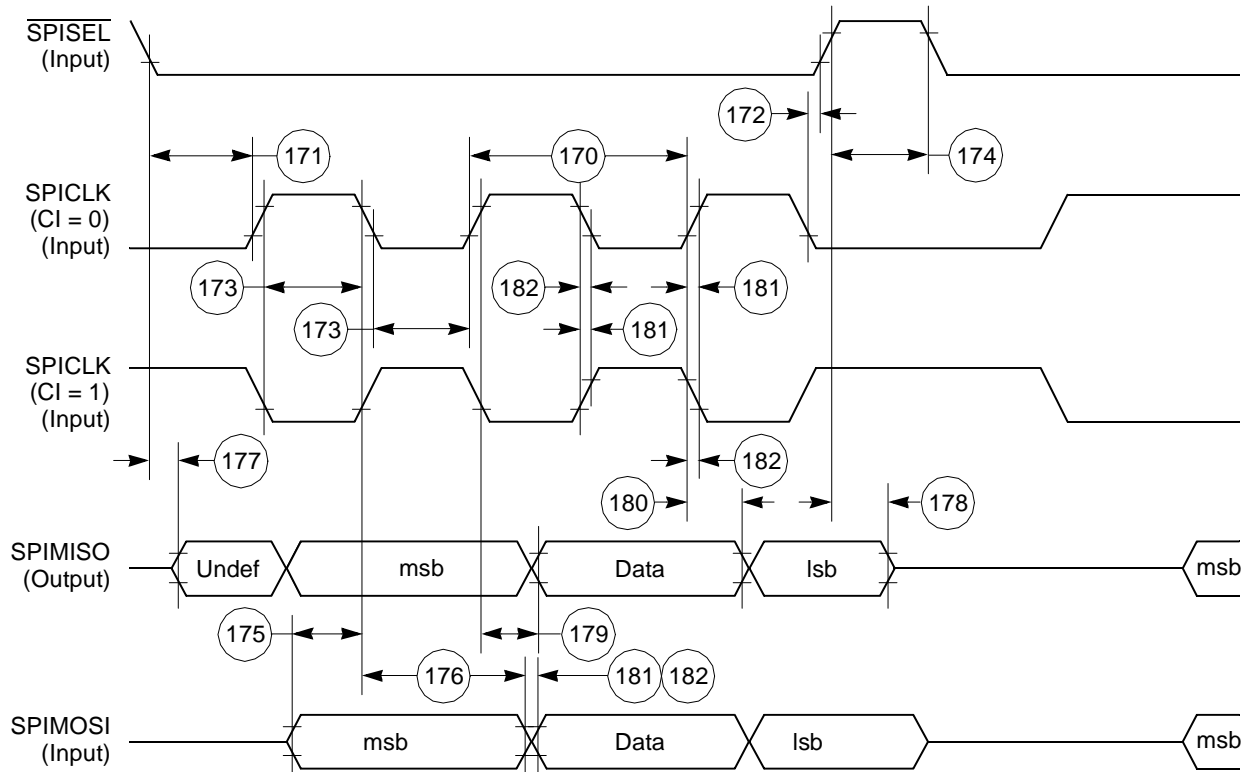 SPISEL
(Input)
172
171
170
174
SPICLK
(CI = 0)
(Input)
173
182
181
173
181
SPICLK
(CI = 1)
(Input)
177
182
180
178
SPIMISO
(Output)
Undef
msb
Data
lsb
msb
175
179
176
181
182
SPIMOSI
(Input)
msb
Data
lsb
msb